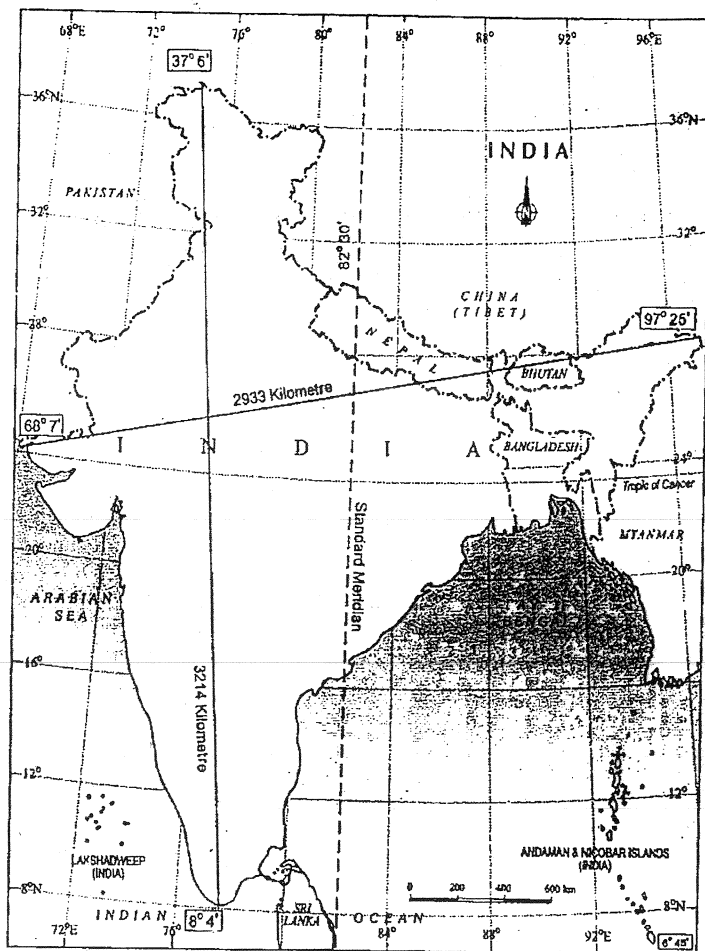 68°E 72° 76° 80° 84° 88° 92° 96°E
37° 6'
36°N
36°N
INDIA
N
PAKISTAN
32°
32°
82° 30'
CHINA
(TIBET)
28°
97° 25'
NEPAL
BHUTAN
2933 Kilometre
68° 7'
INDIA
BANGLADESH
24°
Tropic of Cancer
Standard Meridian
MYANMAR
20°
20°
ARABIAN
SEA
BENGAL
16°
3214 Kilometre
12°
12°
LAKSHADWEEP
(INDIA)
ANDAMAN & NICOBAR ISLANDS
(INDIA)
0 200 400 600 km
8°N
8°N
INDIAN
8° 4'
SRI
LANKA
OCEAN
72°E 76° 84° 88° 92°E
6° 45'